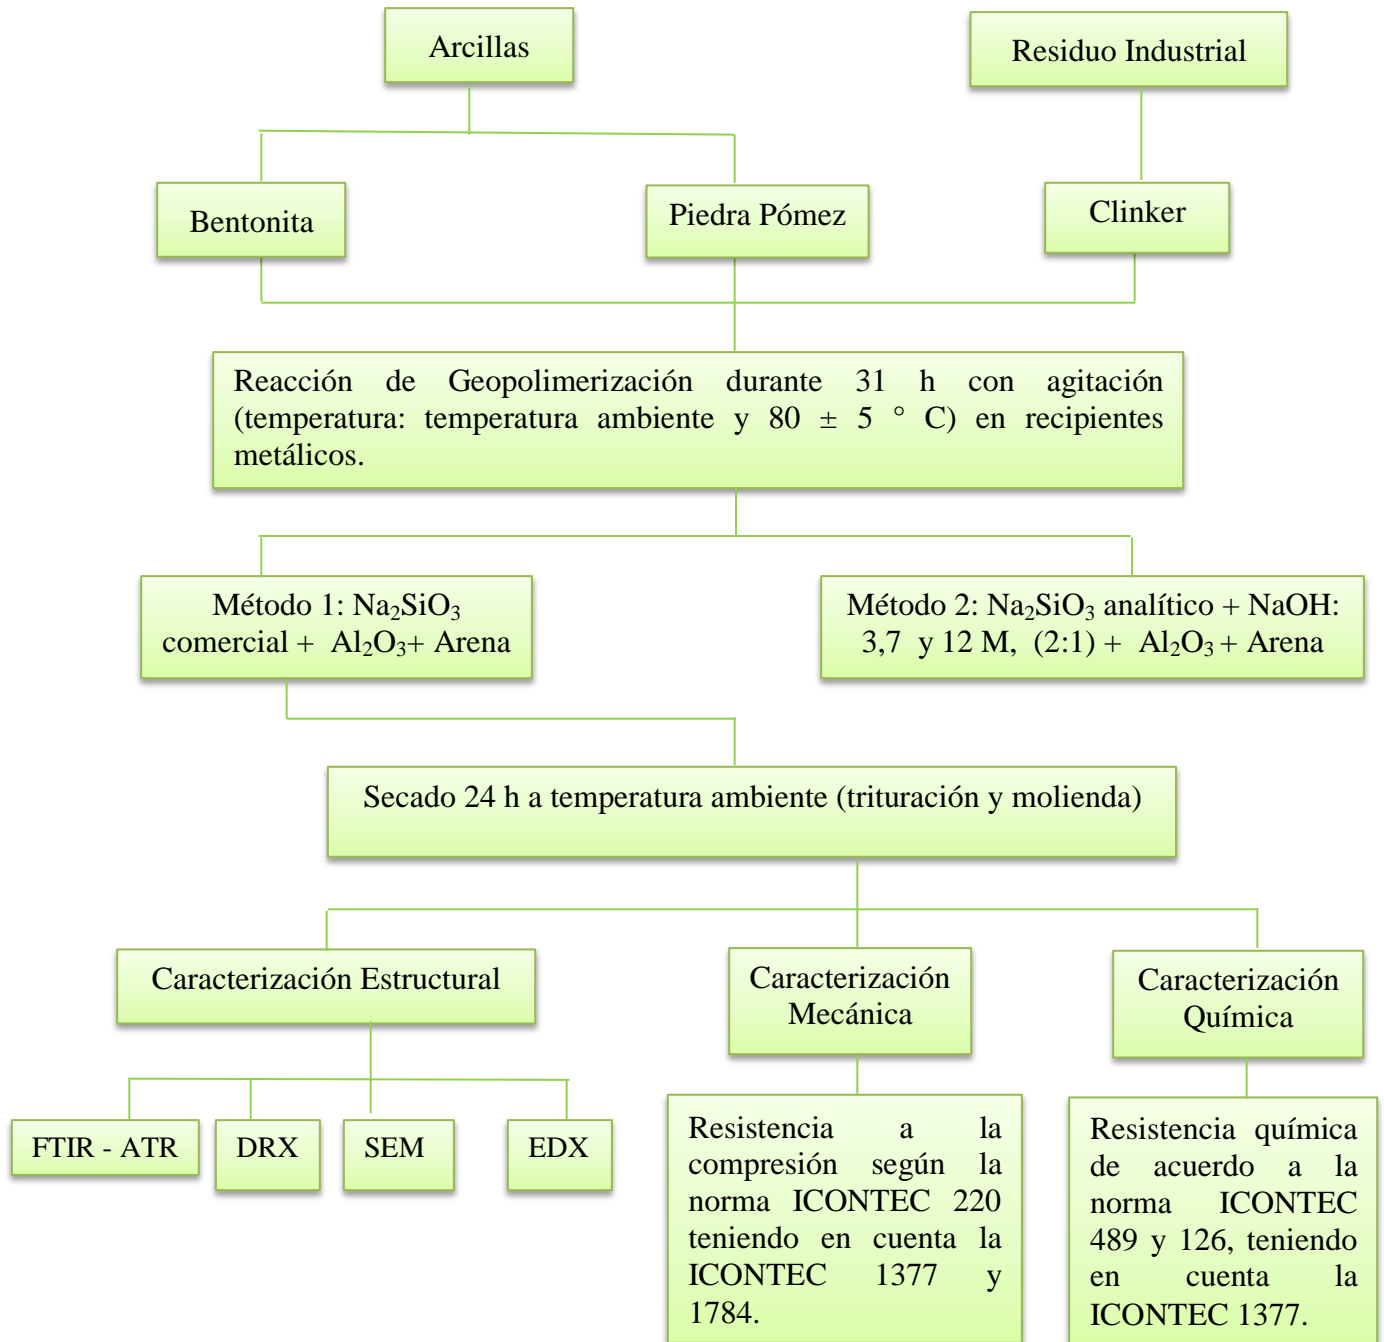 Arcillas
Residuo Industrial
Bentonita
Piedra Pómez
Clinker
Reacción de Geopolimerización durante 31 h con agitación
(temperatura: temperatura ambiente y 80 ± 5 ° C) en recipientes
metálicos.
Método 1: Na₂SiO₃
comercial + Al₂O₃+ Arena
Método 2: Na₂SiO₃ analítico + NaOH:
3,7 y 12 M, (2:1) + Al₂O₃ + Arena
Secado 24 h a temperatura ambiente (trituración y molienda)
Caracterización Estructural
Caracterización
Mecánica
Caracterización
Química
FTIR - ATR
DRX
SEM
EDX
Resistencia a la
compresión según la
norma ICONTEC 220
teniendo en cuenta la
ICONTEC 1377 y
1784.
Resistencia química
de acuerdo a la
norma ICONTEC
489 y 126, teniendo
en cuenta la
ICONTEC 1377.